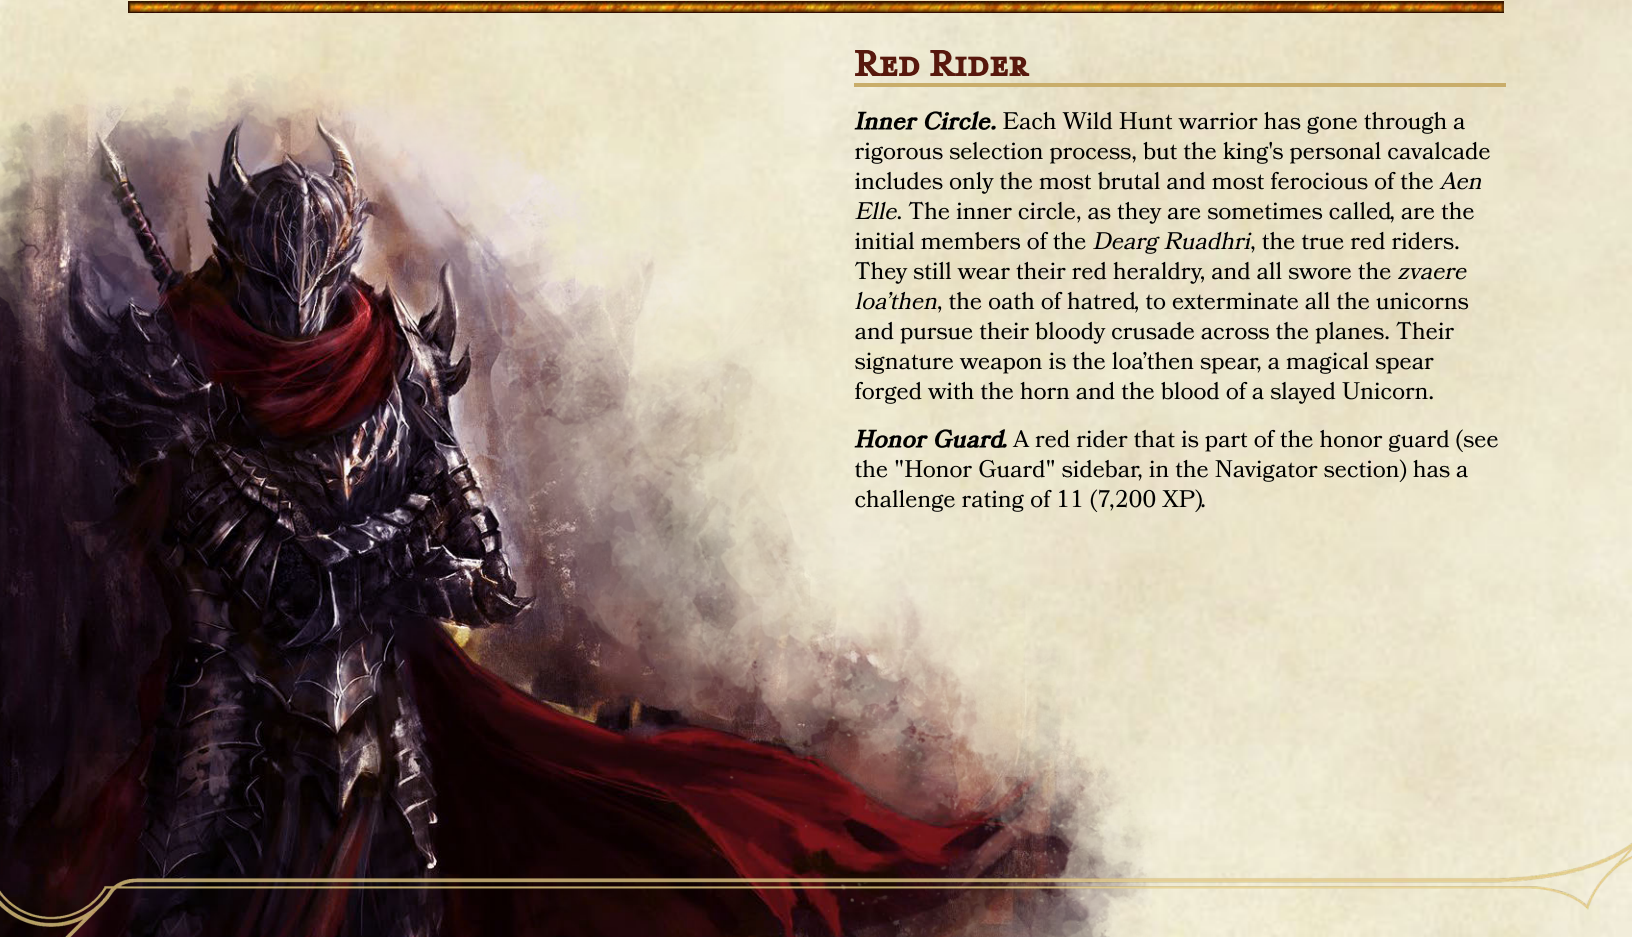 Red Rider
Inner Circle. Each Wild Hunt warrior has gone through a
rigorous selection process, but the king's personal cavalcade
includes only the most brutal and most ferocious of the Aen
Elle. The inner circle, as they are sometimes called, are the
initial members of the Dearg Ruadhri, the true red riders.
They still wear their red heraldry, and all swore the zvaere
loa’then, the oath of hatred, to exterminate all the unicorns
and pursue their bloody crusade across the planes. Their
signature weapon is the loa’then spear, a magical spear
forged with the horn and the blood of a slayed Unicorn.
Honor Guard. A red rider that is part of the honor guard (see
the "Honor Guard" sidebar, in the Navigator section) has a
challenge rating of 11 (7,200 XP).